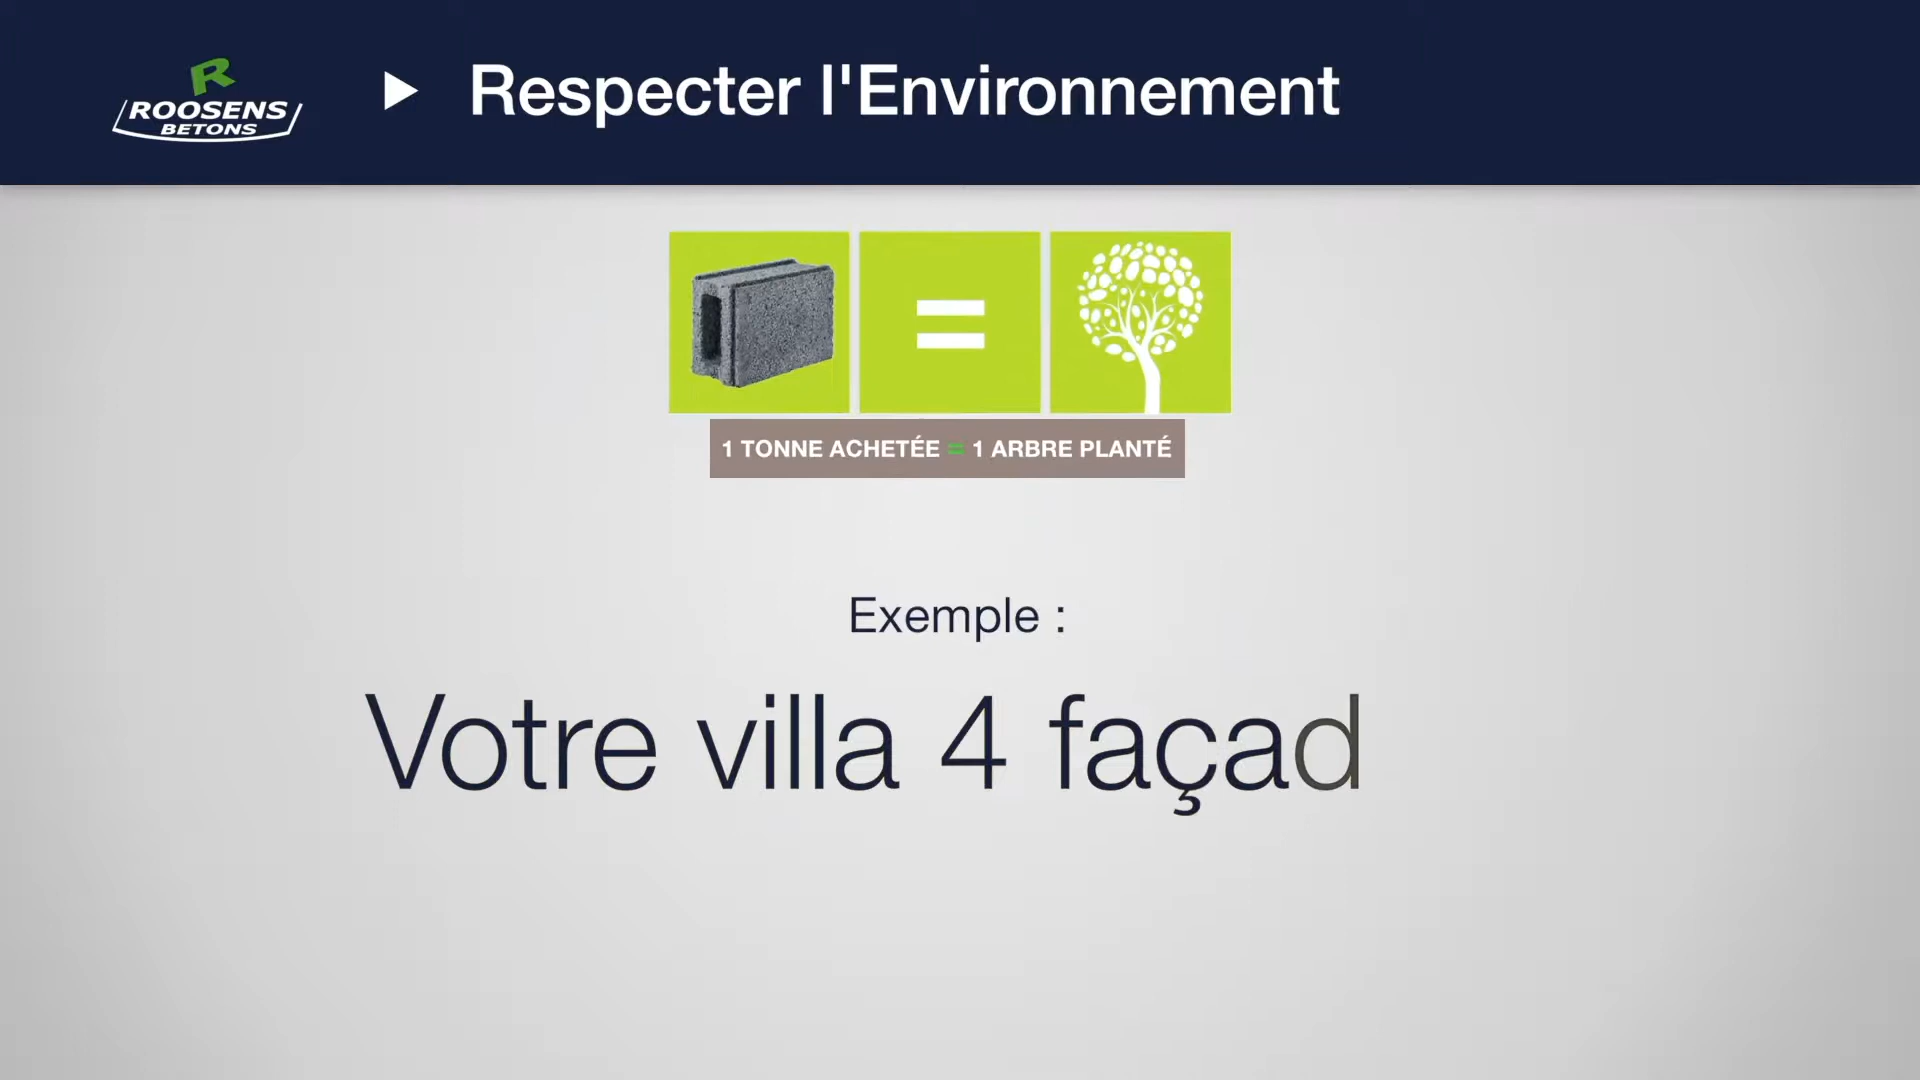 R
ROOSENS
BETONS
Respecter l'Environnement
=
1 TONNE ACHETÉE = 1 ARBRE PLANTÉ
Exemple :
Votre villa 4 façad